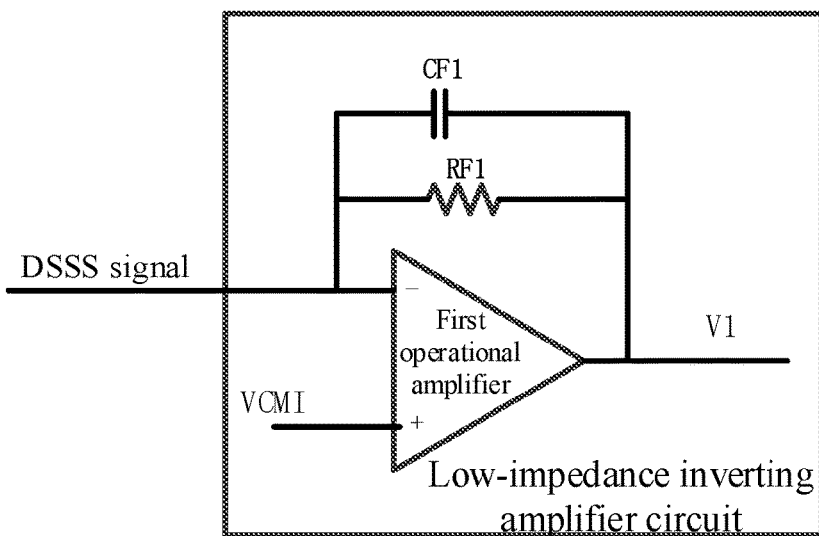 CF1
RF1
DSSS signal
−
First
operational
amplifier
V1
VCMI
+
Low-impedance inverting
amplifier circuit